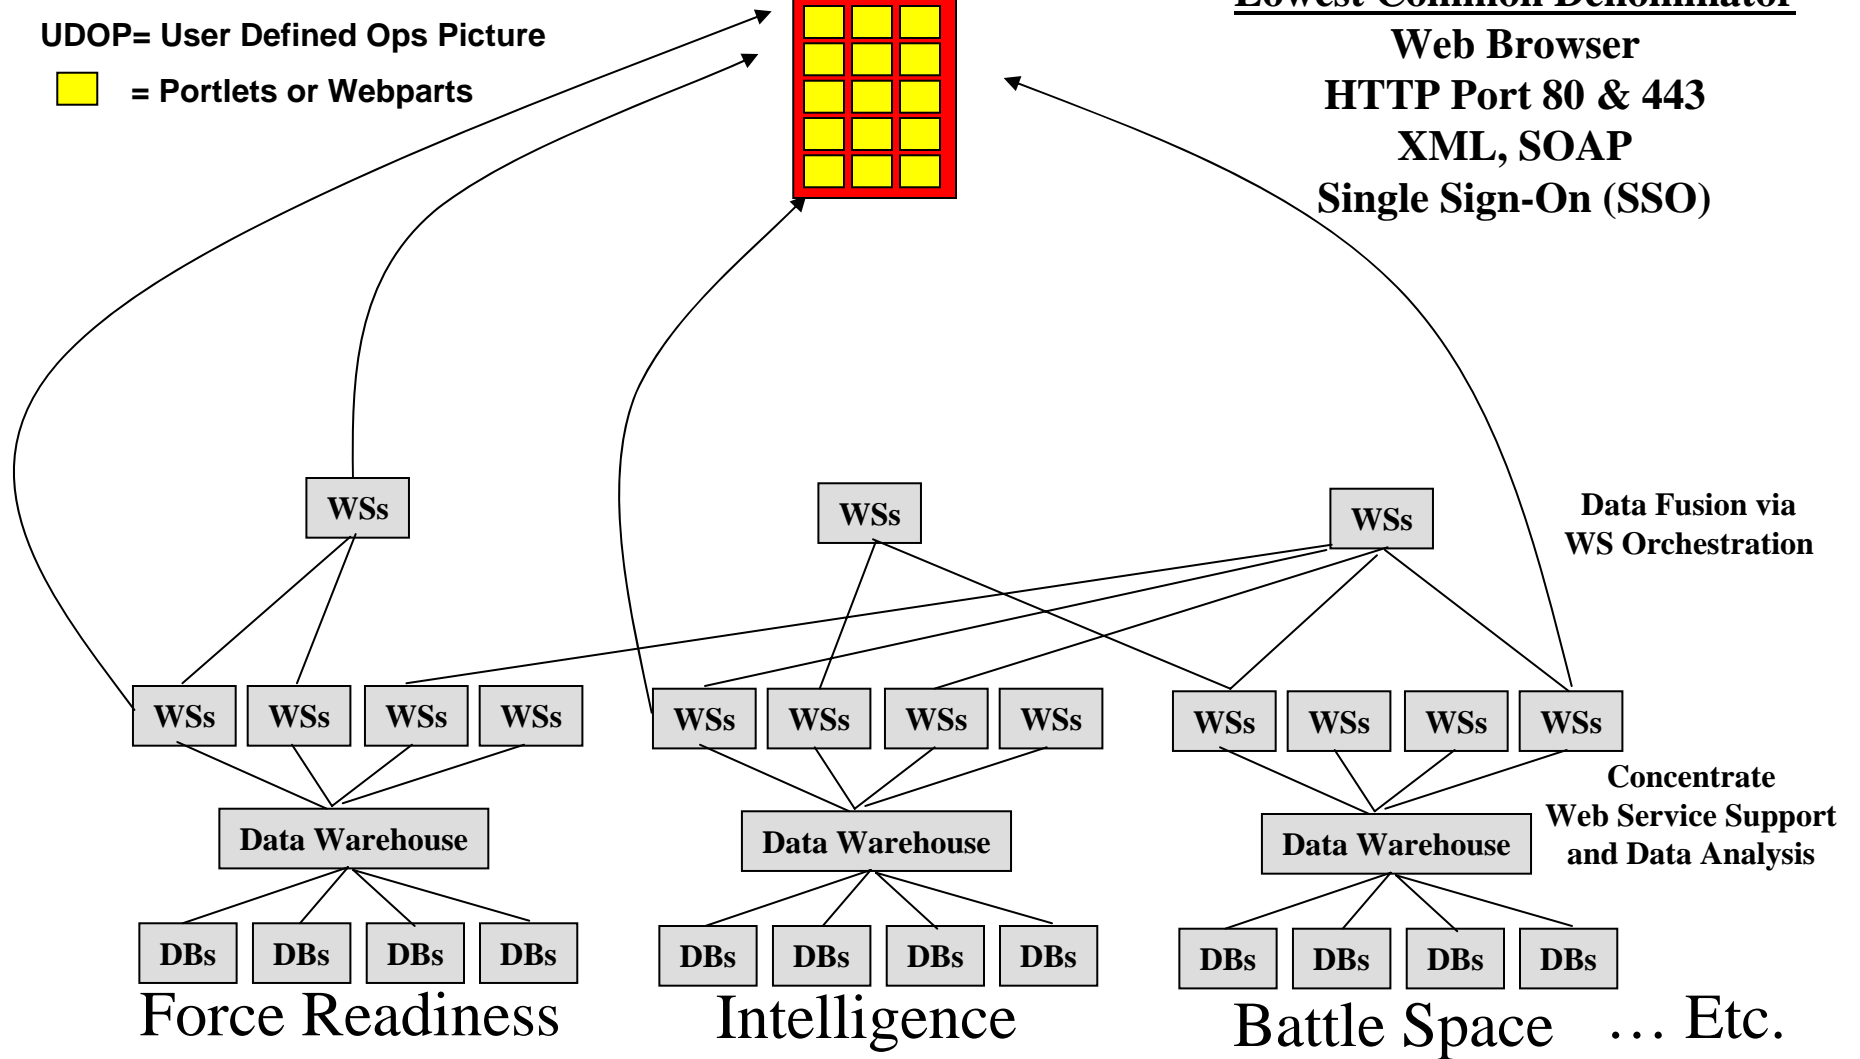 Lowest Common Denominator
UDOP= User Defined Ops Picture
= Portlets or Webparts
Web Browser
HTTP Port 80 & 443
XML, SOAP
Single Sign-On (SSO)
WSs
WSs
WSs
Data Fusion via
WS Orchestration
WSs WSs WSs WSs
WSs WSs WSs WSs
WSs WSs WSs WSs
Concentrate
Web Service Support
and Data Analysis
Data Warehouse
Data Warehouse
Data Warehouse
DBs DBs DBs DBs
DBs DBs DBs DBs
DBs DBs DBs DBs
Force Readiness
Intelligence
Battle Space
... Etc.